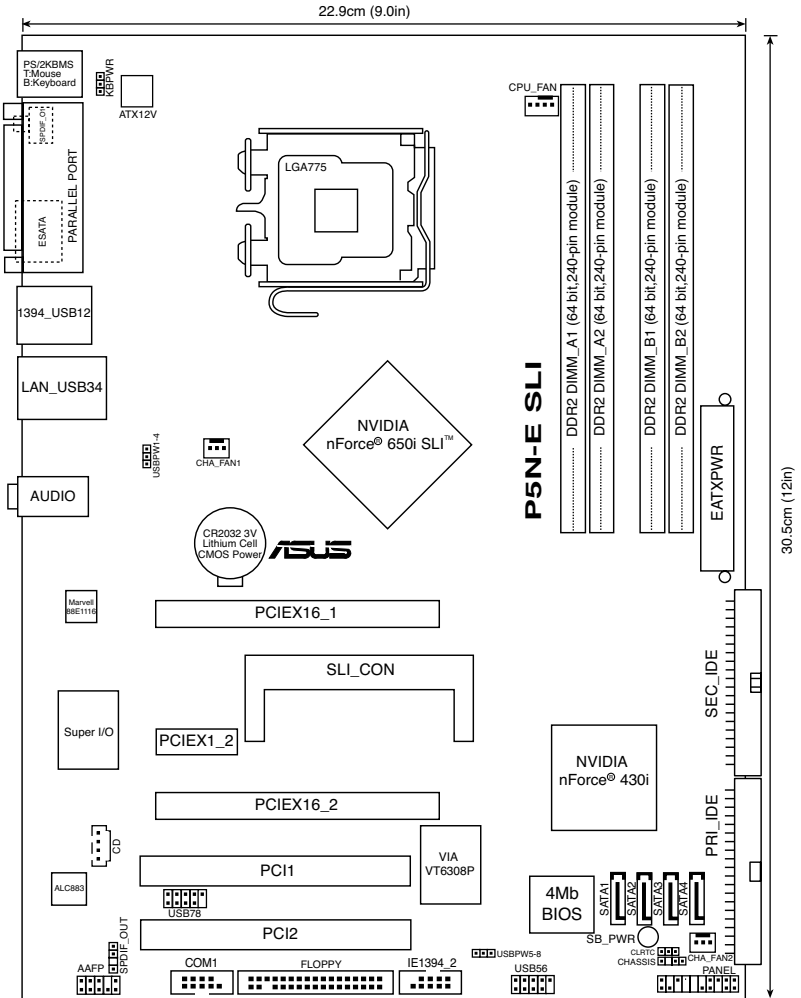 22.9cm (9.0in)
PS/2KBMS
T:Mouse
B:Keyboard
KBPWR
ATX12V
SPDIF_O1
PARALLEL PORT
ESATA
CPU_FAN
LGA775
DDR2 DIMM_A1 (64 bit,240-pin module)
DDR2 DIMM_A2 (64 bit,240-pin module)
DDR2 DIMM_B1 (64 bit,240-pin module)
DDR2 DIMM_B2 (64 bit,240-pin module)
30.5cm (12in)
1394_USB12
LAN_USB34
P5N-E SLI
NVIDIA
nForce® 650i SLI™
USBPW1-4
CHA_FAN1
EATXPWR
AUDIO
CR2032 3V
Lithium Cell
CMOS Power
ASUS
Marvell
88E1116
PCIEX16_1
SLI_CON
SEC_IDE
Super I/O
PCIEX1_2
NVIDIA
nForce® 430i
PCIEX16_2
PRI_IDE
CD
VIA
VT6308P
PCI1
ALC883
4Mb
BIOS
SATA1
SATA2
SATA3
SATA4
USB78
PCI2
SB_PWR
SPDIF_OUT
CLRTC
CHASSIS
CHA_FAN2
AAFP
COM1
FLOPPY
IE1394_2
USBPW5-8
USB56
PANEL